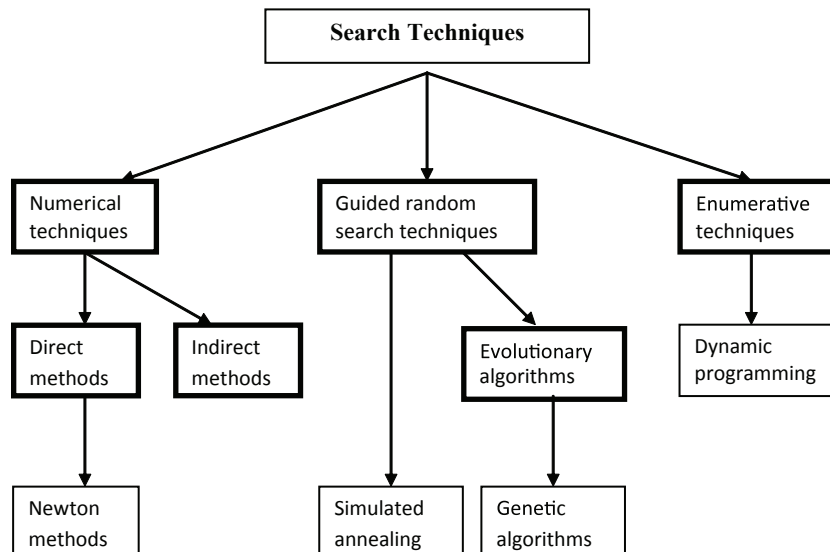 Search Techniques
Numerical
techniques
Guided random
search techniques
Enumerative
techniques
Direct
methods
Indirect
methods
Evolutionary
algorithms
Dynamic
programming
Newton
methods
Simulated
annealing
Genetic
algorithms